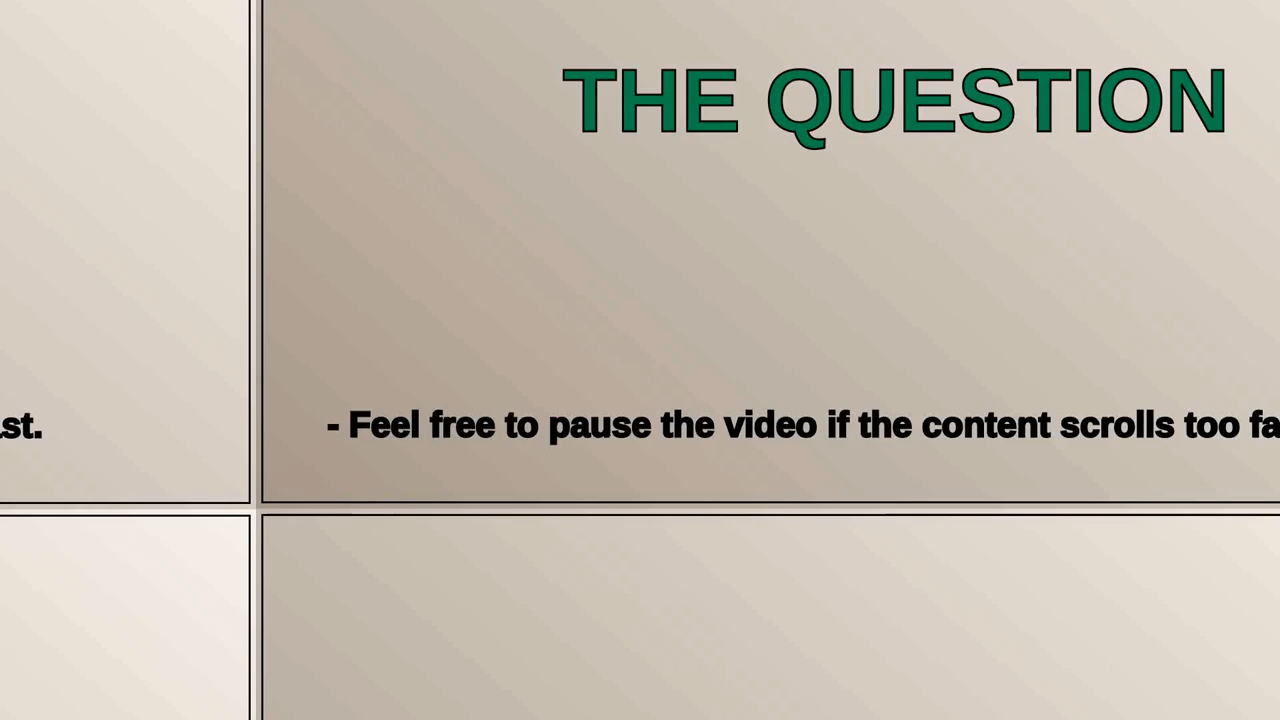 THE QUESTION
st.
- Feel free to pause the video if the content scrolls too fa